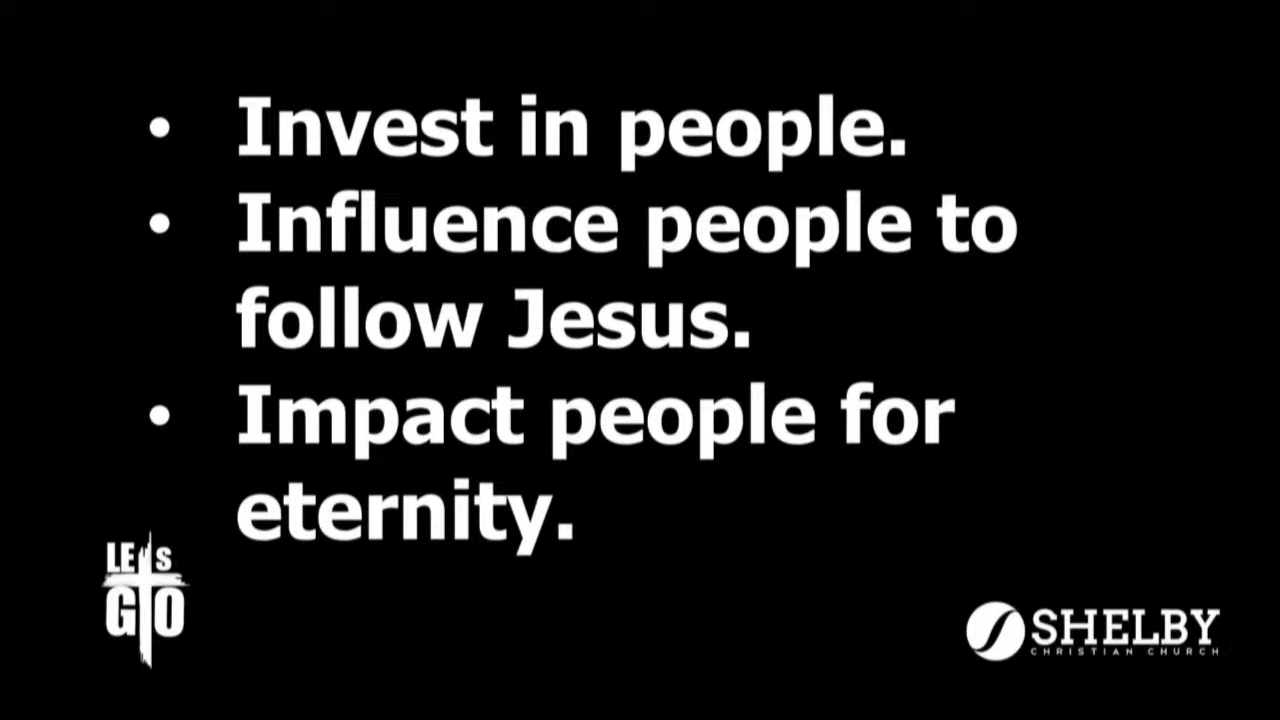 • Invest in people.
• Influence people to
follow Jesus.
• Impact people for
eternity.
LETS
GO
SHELBY
CHRISTIAN CHURCH